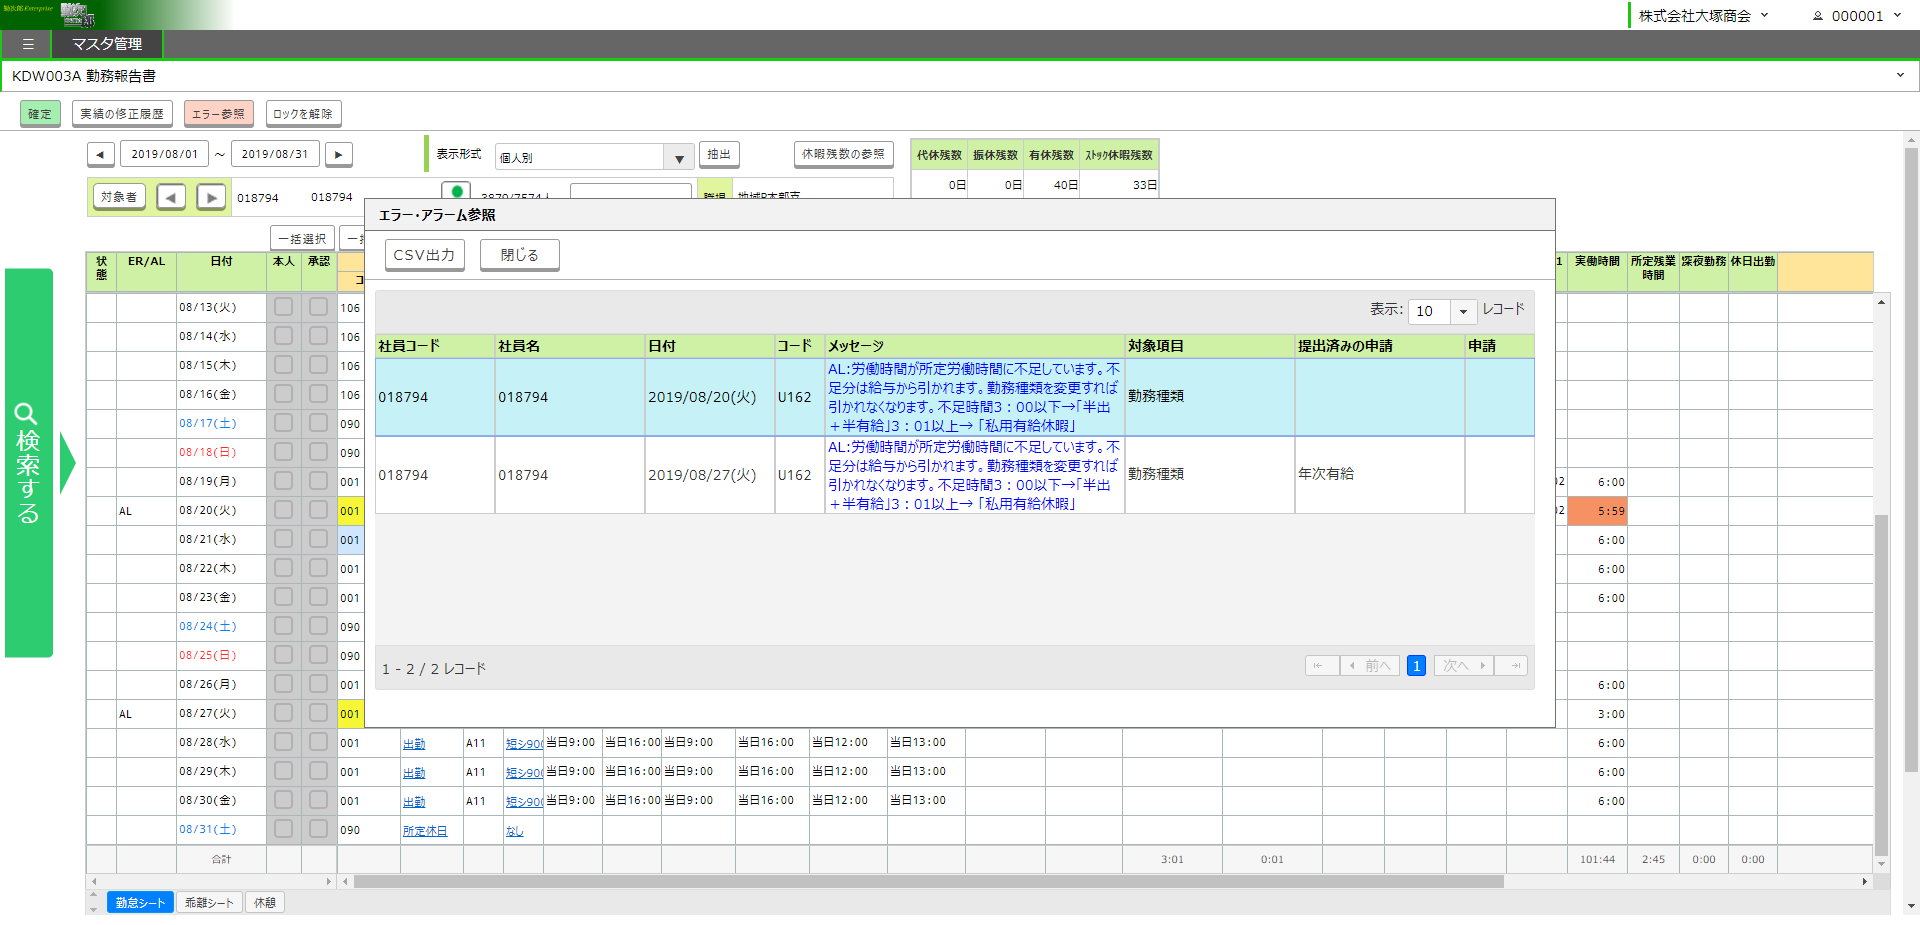 勤次郎Enterprise
株式会社大塚商会
000001
マスタ管理
KDW003A 勤務報告書
確定 実績の修正履歴 エラー参照 ロックを解除
◀ 2019/08/01 ～ 2019/08/31 ▶ 表示形式 個人別 ▼ 抽出 休暇残数の参照
代休残数 振休残数 有休残数 ｽﾄｯｸ休暇残数
0日 0日 40日 33日
対象者 ◀ ▶ 018794 018794
一括選択
エラー・アラーム参照
CSV出力 閉じる
表示: 10 レコード
社員コード 社員名 日付 コード メッセージ 対象項目 提出済みの申請 申請
018794 018794 2019/08/20(火) U162
AL:労働時間が所定労働時間に不足しています。不
足分は給与から引かれます。勤務種類を変更すれば
引かれなくなります。不足時間3：00以下→「半出
＋半有給」3：01以上→「私用有給休暇」
勤務種類
018794 018794 2019/08/27(火) U162
AL:労働時間が所定労働時間に不足しています。不
足分は給与から引かれます。勤務種類を変更すれば
引かれなくなります。不足時間3：00以下→「半出
＋半有給」3：01以上→「私用有給休暇」
勤務種類 年次有給
1 - 2 / 2 レコード
前へ 1 次へ
検索する
状態 ER/AL 日付 本人 承認
1 実働時間 所定残業時間 深夜勤務 休日出勤
08/13(火) 106
08/14(水) 106
08/15(木) 106
08/16(金) 106
08/17(土) 090
08/18(日) 090
08/19(月) 001 02 6:00
AL 08/20(火) 001 02 5:59
08/21(水) 001 6:00
08/22(木) 001 6:00
08/23(金) 001 6:00
08/24(土) 090
08/25(日) 090
08/26(月) 001 6:00
AL 08/27(火) 001 3:00
08/28(水) 001 出勤 A11 短シ900 当日9:00 当日16:00 当日9:00 当日16:00 当日12:00 当日13:00 6:00
08/29(木) 001 出勤 A11 短シ900 当日9:00 当日16:00 当日9:00 当日16:00 当日12:00 当日13:00 6:00
08/30(金) 001 出勤 A11 短シ900 当日9:00 当日16:00 当日9:00 当日16:00 当日12:00 当日13:00 6:00
08/31(土) 090 所定休日 なし
合計 3:01 0:01 101:44 2:45 0:00 0:00
勤怠シート 乖離シート 休憩